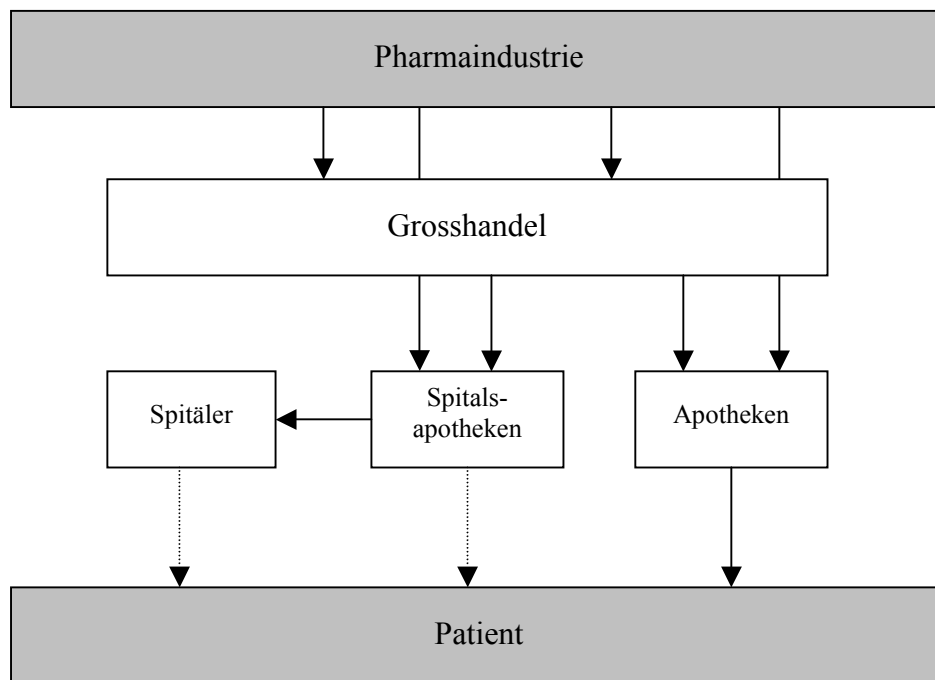 Pharmaindustrie
Grosshandel
Spitäler
Spitals-
apotheken
Apotheken
Patient